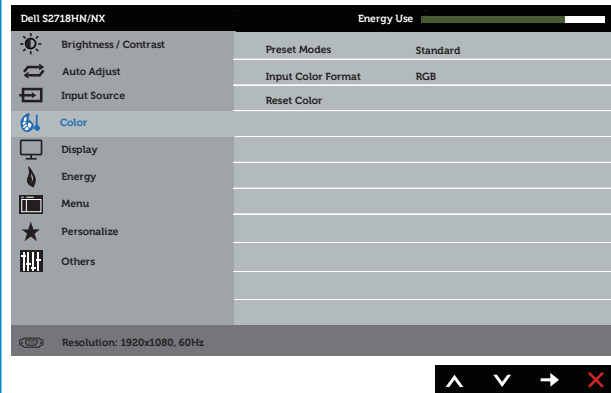 Dell S2718HN/NX Energy Use
Brightness / Contrast
Auto Adjust
Input Source
Color
Display
Energy
Menu
Personalize
Others
Preset Modes Standard
Input Color Format RGB
Reset Color
Resolution: 1920x1080, 60Hz